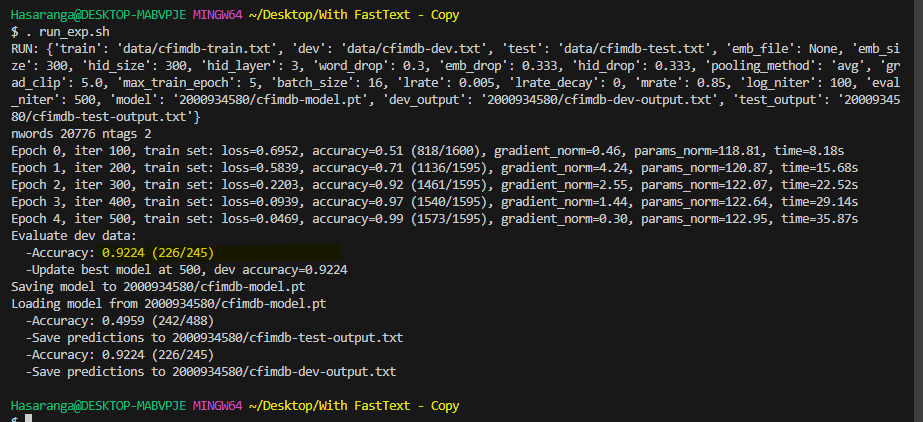 Hasaranga@DESKTOP-MABVPJE MINGW64 ~/Desktop/With FastText - Copy
$ . run_exp.sh
RUN: {'train': 'data/cfimdb-train.txt', 'dev': 'data/cfimdb-dev.txt', 'test': 'data/cfimdb-test.txt', 'emb_file': None, 'emb_si
ze': 300, 'hid_size': 300, 'hid_layer': 3, 'word_drop': 0.3, 'emb_drop': 0.333, 'hid_drop': 0.333, 'pooling_method': 'avg', 'gr
ad_clip': 5.0, 'max_train_epoch': 5, 'batch_size': 16, 'lrate': 0.005, 'lrate_decay': 0, 'mrate': 0.85, 'log_niter': 100, 'eval
_niter': 500, 'model': '2000934580/cfimdb-model.pt', 'dev_output': '2000934580/cfimdb-dev-output.txt', 'test_output': '20009345
80/cfimdb-test-output.txt'}
nwords 20776 ntags 2
Epoch 0, iter 100, train set: loss=0.6952, accuracy=0.51 (818/1600), gradient_norm=0.46, params_norm=118.81, time=8.18s
Epoch 1, iter 200, train set: loss=0.5839, accuracy=0.71 (1136/1595), gradient_norm=4.24, params_norm=120.87, time=15.68s
Epoch 2, iter 300, train set: loss=0.2203, accuracy=0.92 (1461/1595), gradient_norm=2.55, params_norm=122.07, time=22.52s
Epoch 3, iter 400, train set: loss=0.0939, accuracy=0.97 (1540/1595), gradient_norm=1.44, params_norm=122.64, time=29.14s
Epoch 4, iter 500, train set: loss=0.0469, accuracy=0.99 (1573/1595), gradient_norm=0.30, params_norm=122.95, time=35.87s
Evaluate dev data:
-Accuracy: 0.9224 (226/245)
-Update best model at 500, dev accuracy=0.9224
Saving model to 2000934580/cfimdb-model.pt
Loading model from 2000934580/cfimdb-model.pt
-Accuracy: 0.4959 (242/488)
-Save predictions to 2000934580/cfimdb-test-output.txt
-Accuracy: 0.9224 (226/245)
-Save predictions to 2000934580/cfimdb-dev-output.txt
Hasaranga@DESKTOP-MABVPJE MINGW64 ~/Desktop/With FastText - Copy
$